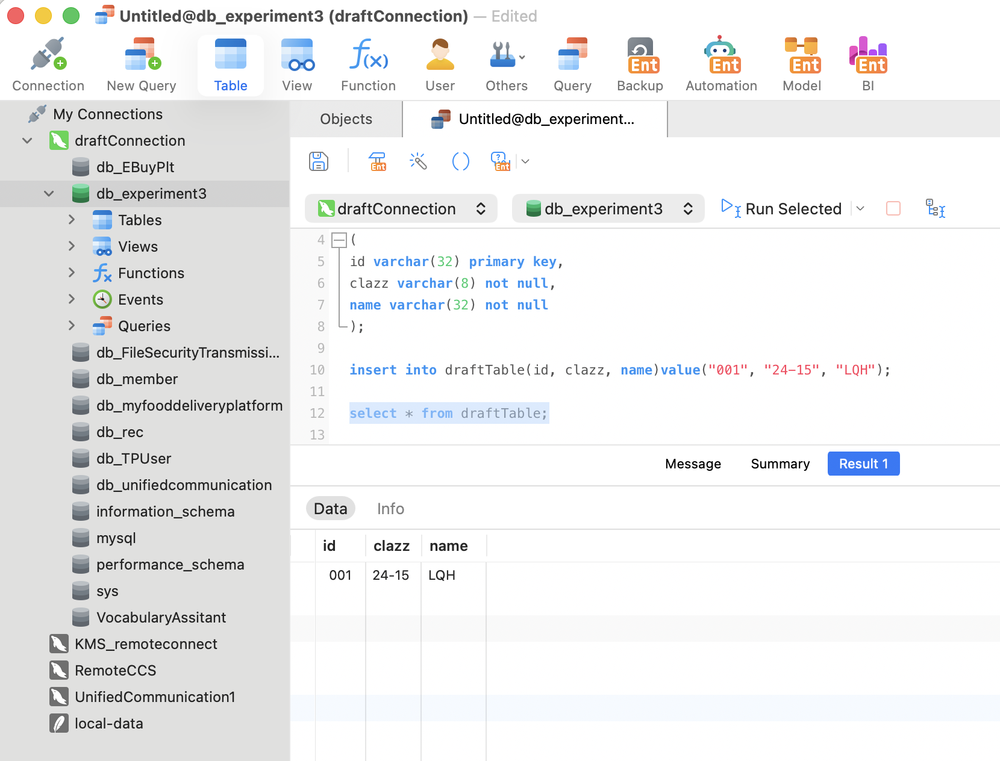 Untitled@db_experiment3 (draftConnection) — Edited
Connection New Query Table View Function User Others Query Backup Automation Model BI
Ent Ent Ent Ent
My Connections
draftConnection
db_EBuyPlt
db_experiment3
Tables
Views
Functions
Events
Queries
db_FileSecurityTransmissi...
db_member
db_myfooddeliveryplatform
db_rec
db_TPUser
db_unifiedcommunication
information_schema
mysql
performance_schema
sys
VocabularyAssitant
KMS_remoteconnect
RemoteCCS
UnifiedCommunication1
local-data
Objects Untitled@db_experiment...
Ent Ent
draftConnection db_experiment3 Run Selected
4 (
5 id varchar(32) primary key,
6 clazz varchar(8) not null,
7 name varchar(32) not null
8 );
9
10 insert into draftTable(id, clazz, name)value("001", "24-15", "LQH");
11
12 select * from draftTable;
13
Message Summary Result 1
Data Info
id clazz name
001 24-15 LQH